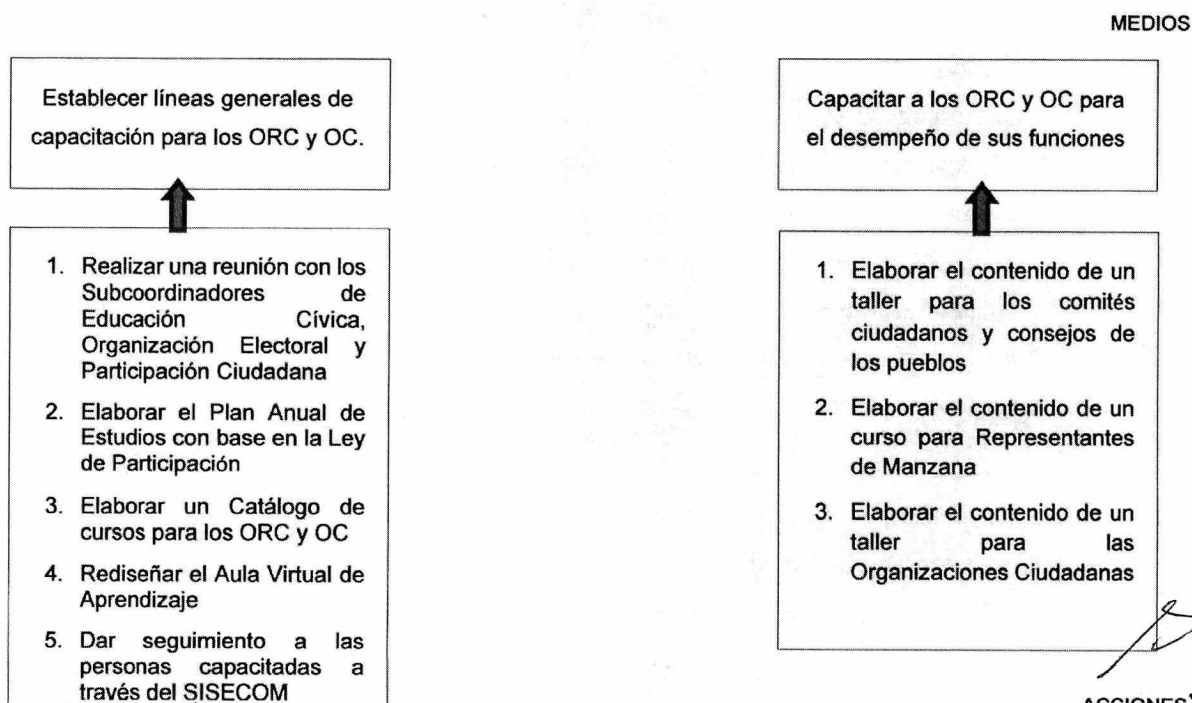 MEDIOS
Establecer líneas generales de
capacitación para los ORC y OC.
Capacitar a los ORC y OC para
el desempeño de sus funciones
1. Realizar una reunión con los
Subcoordinadores de
Educación Cívica,
Organización Electoral y
Participación Ciudadana
2. Elaborar el Plan Anual de
Estudios con base en la Ley
de Participación
3. Elaborar un Catálogo de
cursos para los ORC y OC
4. Rediseñar el Aula Virtual de
Aprendizaje
5. Dar seguimiento a las
personas capacitadas a
través del SISECOM
1. Elaborar el contenido de un
taller para los comités
ciudadanos y consejos de
los pueblos
2. Elaborar el contenido de un
curso para Representantes
de Manzana
3. Elaborar el contenido de un
taller para las
Organizaciones Ciudadanas
ACCIONES